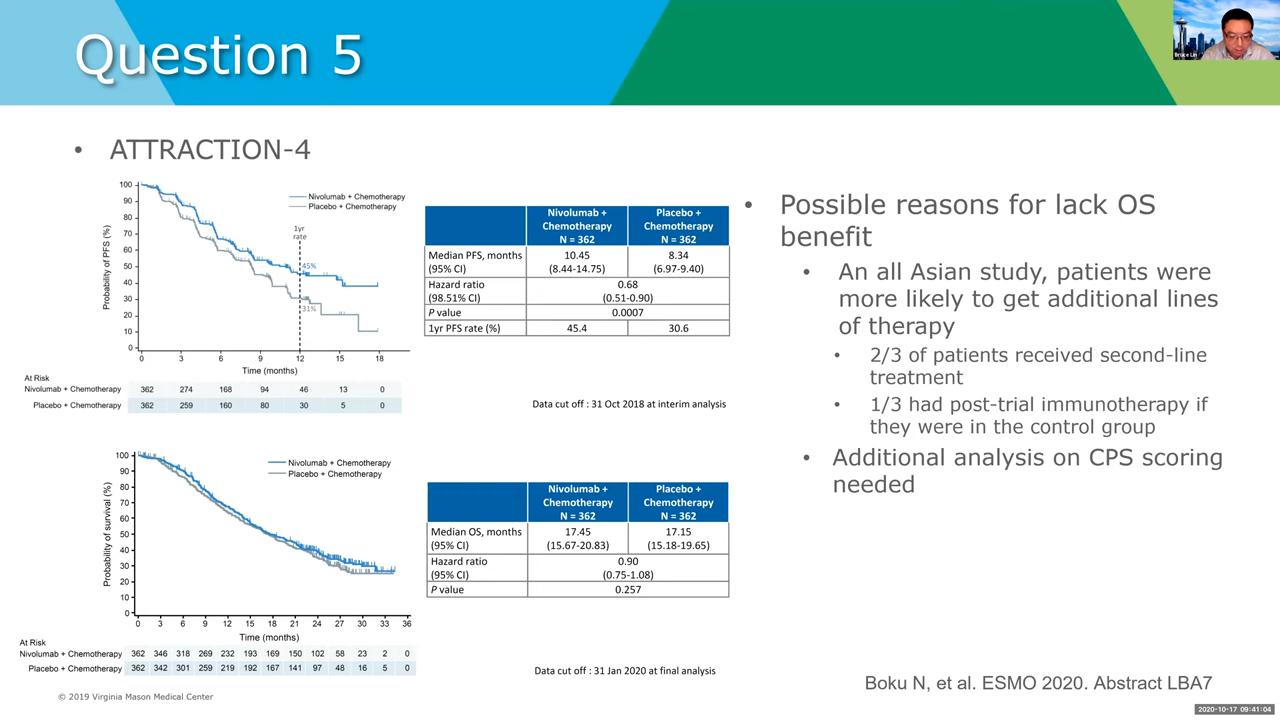 Question 5
Bruce Lin
• ATTRACTION-4
100
90
80
70
60
50
40
30
20
10
0
Probability of PFS (%)
Nivolumab + Chemotherapy
Placebo + Chemotherapy
1yr
rate
45%
31%
0 3 6 9 12 15 18
Time (months)
At Risk
Nivolumab + Chemotherapy 362 274 168 94 46 13 0
Placebo + Chemotherapy 362 259 160 80 30 5 0
Nivolumab + Chemotherapy N = 362 Placebo + Chemotherapy N = 362
Median PFS, months (95% CI) 10.45 (8.44-14.75) 8.34 (6.97-9.40)
Hazard ratio (98.51% CI) 0.68 (0.51-0.90)
P value 0.0007
1yr PFS rate (%) 45.4 30.6
Data cut off : 31 Oct 2018 at interim analysis
100
90
80
70
60
50
40
30
20
10
0
Probability of survival (%)
Nivolumab + Chemotherapy
Placebo + Chemotherapy
0 3 6 9 12 15 18 21 24 27 30 33 36
Time (months)
At Risk
Nivolumab + Chemotherapy 362 346 318 269 232 193 169 150 102 58 23 2 0
Placebo + Chemotherapy 362 342 301 259 219 192 167 141 97 48 16 5 0
Nivolumab + Chemotherapy N = 362 Placebo + Chemotherapy N = 362
Median OS, months (95% CI) 17.45 (15.67-20.83) 17.15 (15.18-19.65)
Hazard ratio (95% CI) 0.90 (0.75-1.08)
P value 0.257
Data cut off : 31 Jan 2020 at final analysis
• Possible reasons for lack OS
benefit
• An all Asian study, patients were
more likely to get additional lines
of therapy
• 2/3 of patients received second-line
treatment
• 1/3 had post-trial immunotherapy if
they were in the control group
• Additional analysis on CPS scoring
needed
Boku N, et al. ESMO 2020. Abstract LBA7
© 2019 Virginia Mason Medical Center
2020-10-17 09:41:04